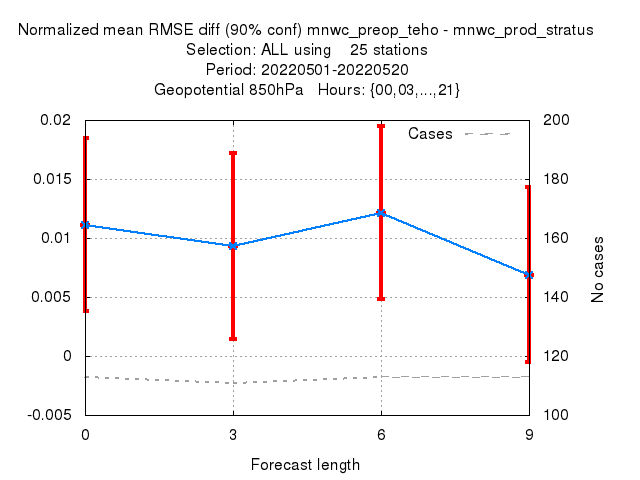 Normalized mean RMSE diff (90% conf) mnwc_preop_teho - mnwc_prod_stratus
Selection: ALL using    25 stations
Period: 20220501-20220520
Geopotential 850hPa   Hours: {00,03,...,21}
0.02
0.015
0.01
0.005
0
-0.005
Cases
200
180
160
140
120
100
No cases
0 3 6 9
Forecast length